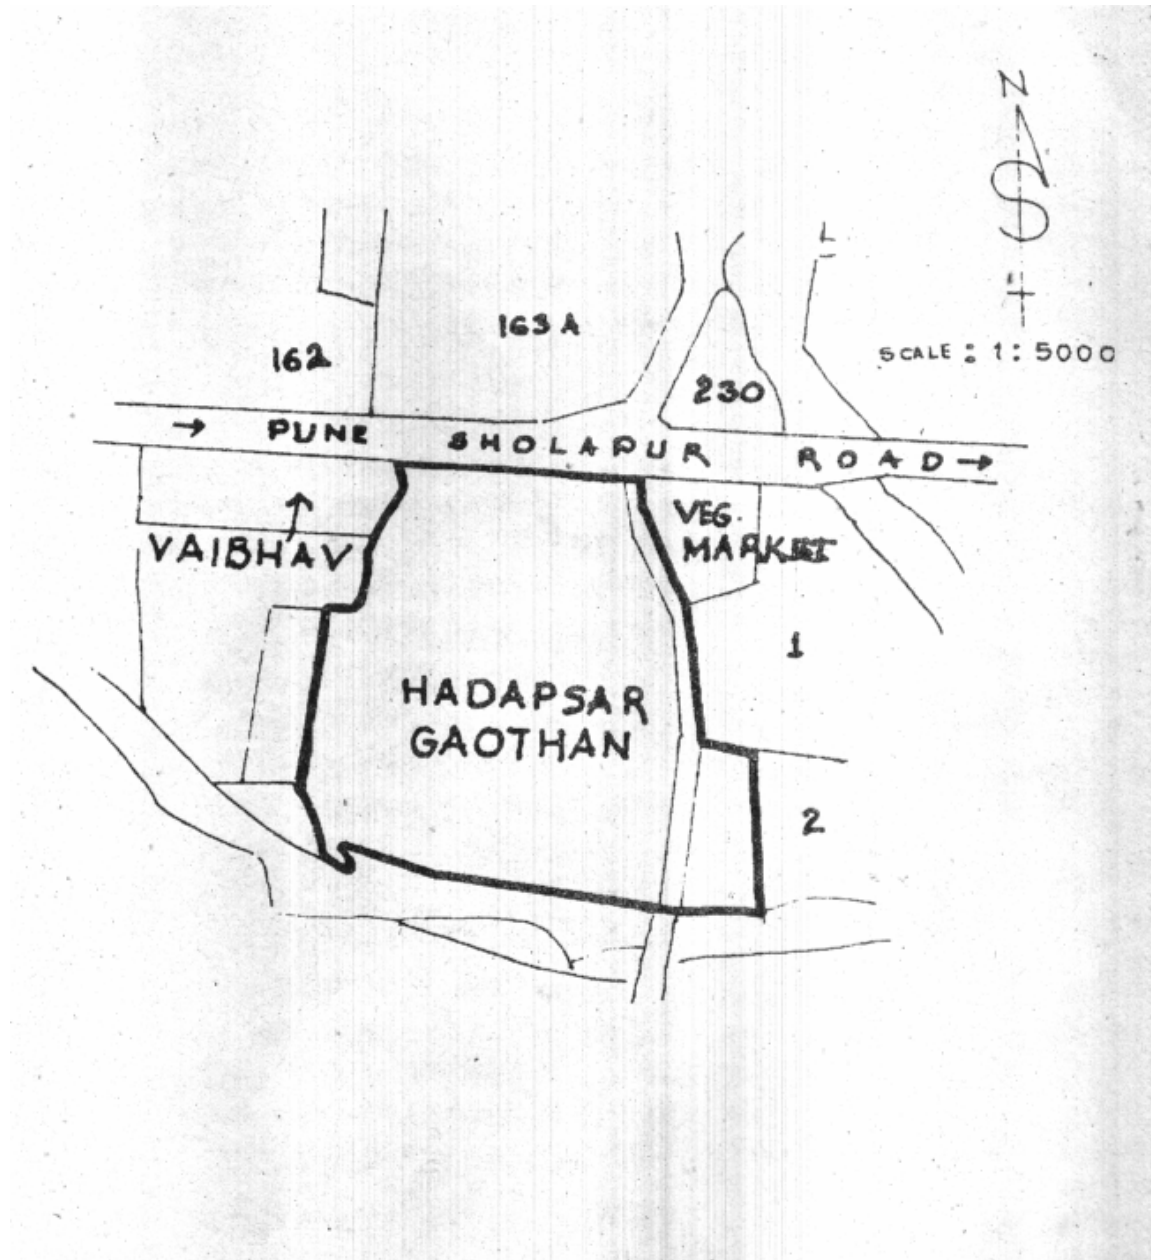 N
S
L
163 A
SCALE : 1:5000
162
230
→ PUNE SHOLAPUR ROAD →
VEG.
MARKET
VAIBHAV
1
HADAPSAR
GAOTHAN
2